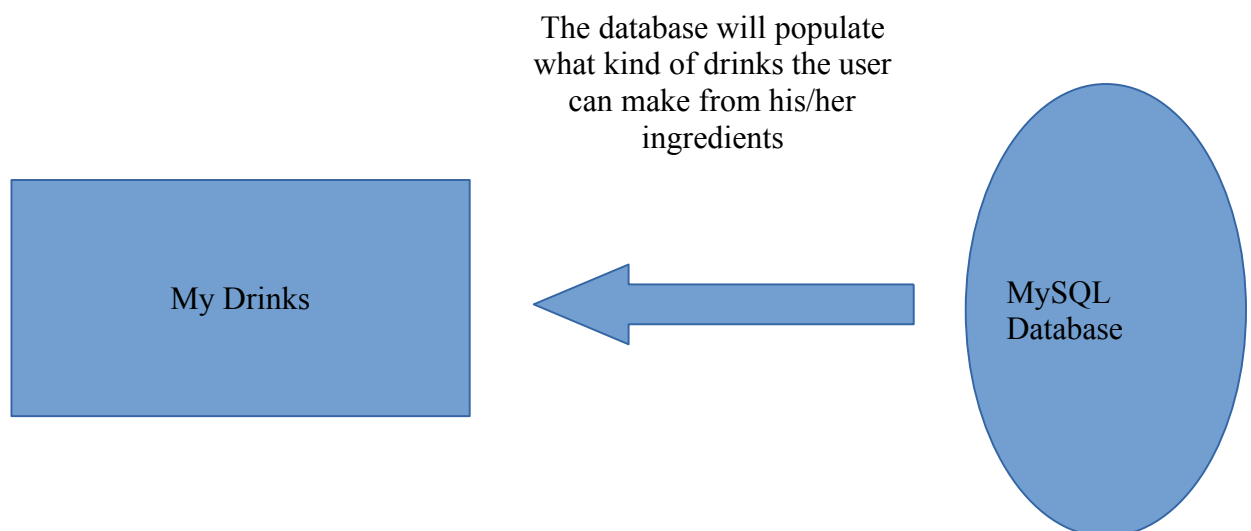 The database will populate
what kind of drinks the user
can make from his/her
ingredients
My Drinks
MySQL
Database